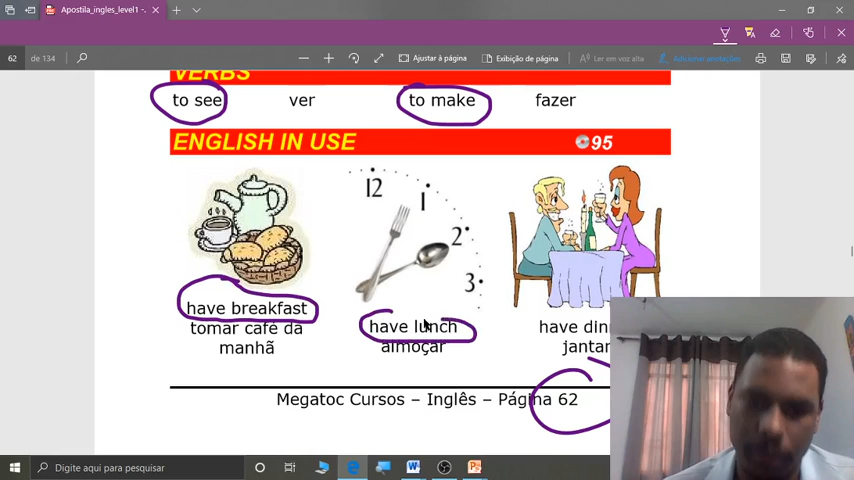 Apostila_ingles_level1 -
62 de 134
Ajustar à página
Exibição de página
Ler em voz alta
Adicionar anotações
VERBS
to see ver to make fazer
ENGLISH IN USE 95
12
1
2
3
have breakfast
tomar café da
manhã
have lunch
almoçar
have din
jantar
Megatoc Cursos – Inglês – Página 62
Digite aqui para pesquisar